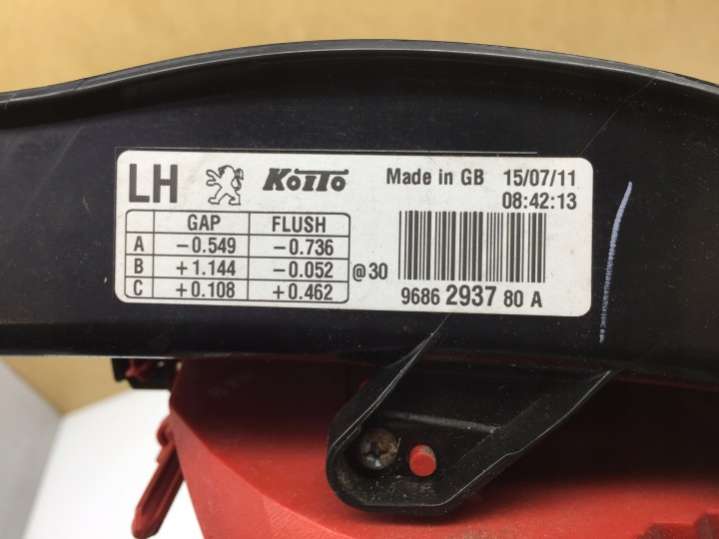 LH KOITO Made in GB 15/07/11
08:42:13
GAP FLUSH
A -0.549 -0.736
B +1.144 -0.052 @30
C +0.108 +0.462
9686 2937 80 A